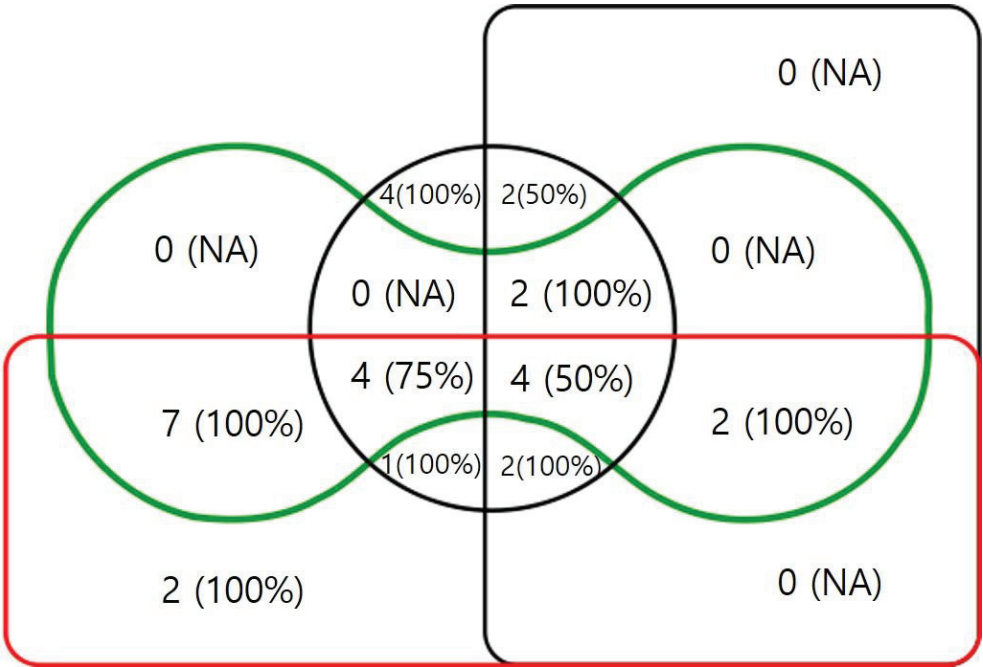 0 (NA)
4(100%) 2(50%)
0 (NA) 0 (NA)
0 (NA) 2 (100%)
4 (75%) 4 (50%)
7 (100%) 2 (100%)
1(100%) 2(100%)
2 (100%) 0 (NA)